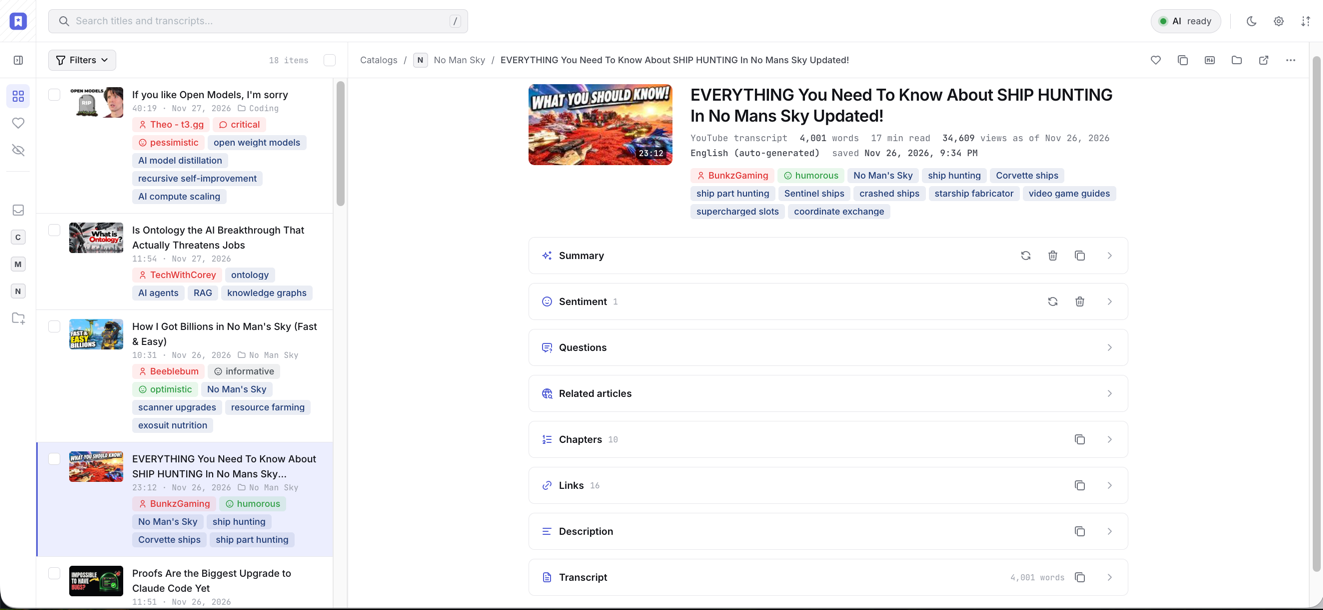 Search titles and transcripts...
/
AI ready
Filters
18 items
Catalogs / N No Man Sky / EVERYTHING You Need To Know About SHIP HUNTING In No Mans Sky Updated!
C
M
N
OPEN MODELS
RIP
If you like Open Models, I'm sorry
40:19 · Nov 27, 2026 Coding
Theo - t3.gg
critical
pessimistic
open weight models
AI model distillation
recursive self-improvement
AI compute scaling
What is Ontology?
Is Ontology the AI Breakthrough That
Actually Threatens Jobs
11:54 · Nov 27, 2026
TechWithCorey
ontology
AI agents
RAG
knowledge graphs
FAST & EASY BILLIONS
How I Got Billions in No Man's Sky (Fast
& Easy)
10:31 · Nov 26, 2026 No Man Sky
Beeblebum
informative
optimistic
No Man's Sky
scanner upgrades
resource farming
exosuit nutrition
WHAT YOU SHOULD KNOW!
EVERYTHING You Need To Know About
SHIP HUNTING In No Mans Sky...
23:12 · Nov 26, 2026 No Man Sky
BunkzGaming
humorous
No Man's Sky
ship hunting
Corvette ships
ship part hunting
IMPOSSIBLE TO HAVE BUGS?
Proofs Are the Biggest Upgrade to
Claude Code Yet
11:51 · Nov 26, 2026
WHAT YOU SHOULD KNOW!
23:12
EVERYTHING You Need To Know About SHIP HUNTING
In No Mans Sky Updated!
YouTube transcript 4,001 words 17 min read 34,609 views as of Nov 26, 2026
English (auto-generated) saved Nov 26, 2026, 9:34 PM
BunkzGaming
humorous
No Man's Sky
ship hunting
Corvette ships
ship part hunting
Sentinel ships
crashed ships
starship fabricator
video game guides
supercharged slots
coordinate exchange
Summary
Sentiment 1
Questions
Related articles
Chapters 10
Links 16
Description
Transcript
4,001 words